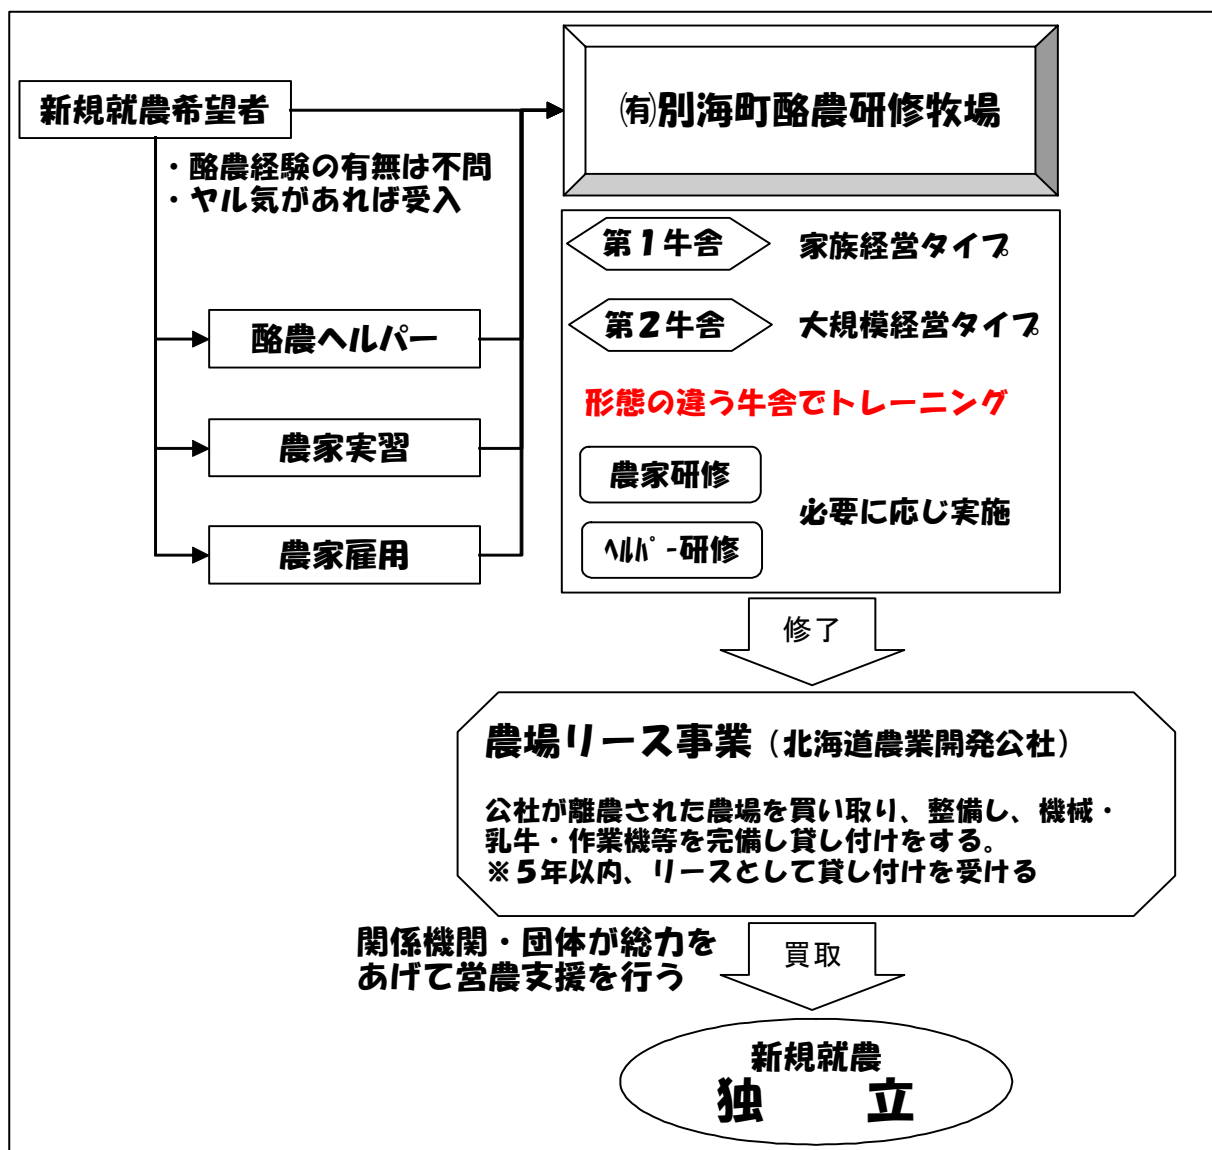 新規就農希望者
・酪農経験の有無は不問
・ヤル気があれば受入
酪農ヘルパー
農家実習
農家雇用
㈲別海町酪農研修牧場
第1牛舎 家族経営タイプ
第2牛舎 大規模経営タイプ
形態の違う牛舎でトレーニング
農家研修
必要に応じ実施
ﾍﾙﾊﾟｰ研修
修了
農場リース事業（北海道農業開発公社）
公社が離農された農場を買い取り、整備し、機械・
乳牛・作業機等を完備し貸し付けをする。
※5年以内、リースとして貸し付けを受ける
関係機関・団体が総力を
あげて営農支援を行う
買取
新規就農
独　立